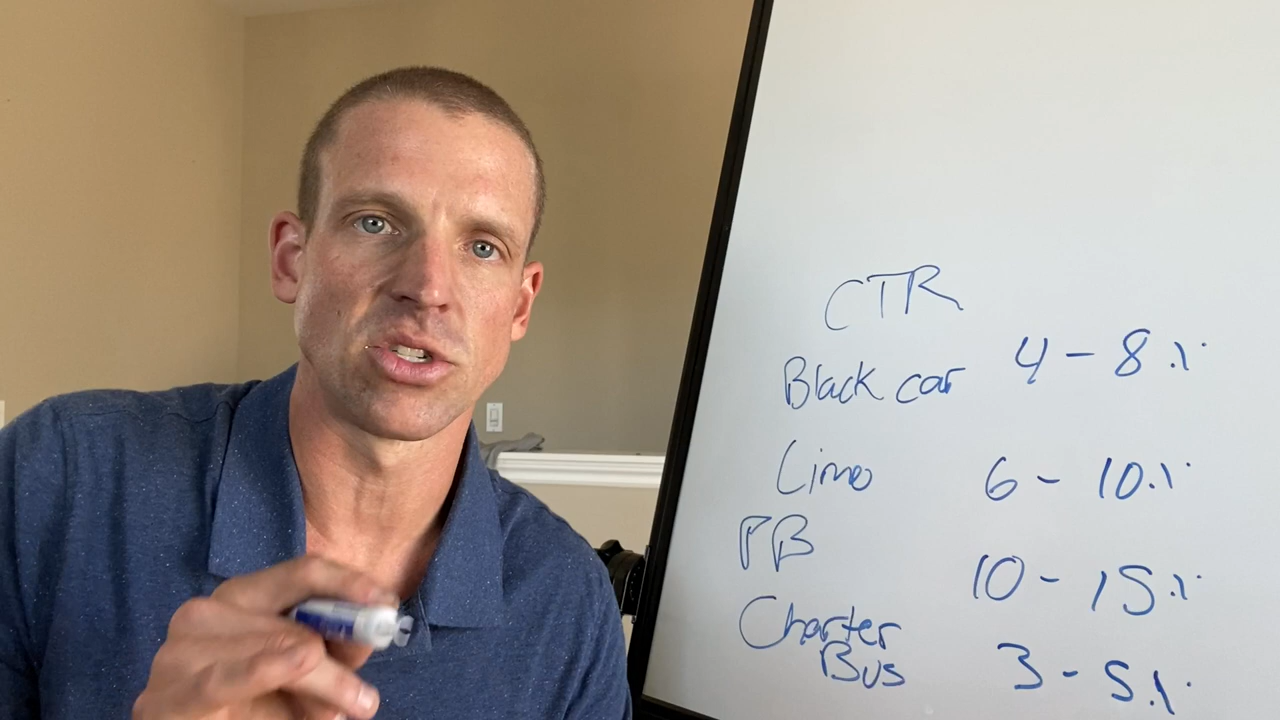 CTR
Black car 4 - 8%
Limo 6 - 10%
PB 10 - 15%
Charter
Bus 3 - 5%